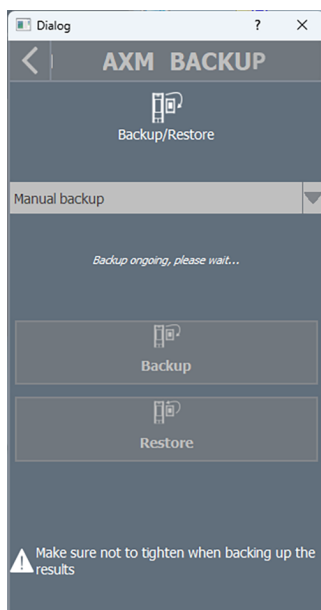 Dialog
?
AXM BACKUP
Backup/Restore
Manual backup
Backup ongoing, please wait...
Backup
Restore
Make sure not to tighten when backing up the
results